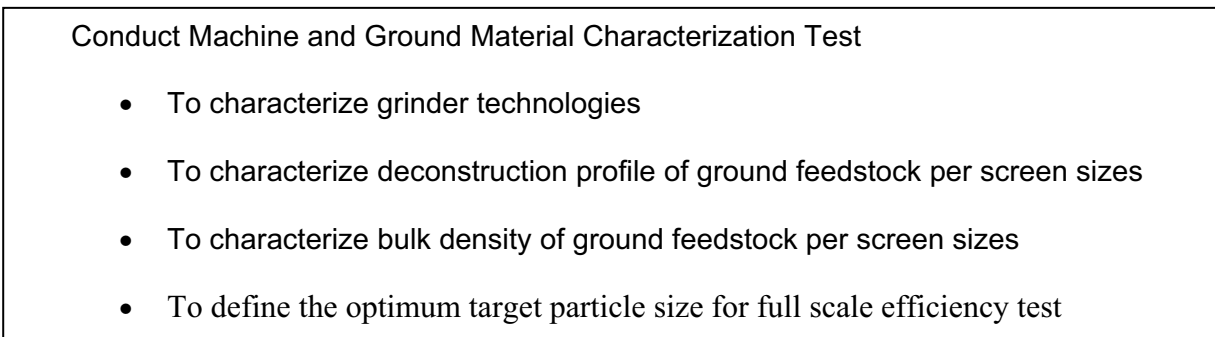 Conduct Machine and Ground Material Characterization Test
• To characterize grinder technologies
• To characterize deconstruction profile of ground feedstock per screen sizes
• To characterize bulk density of ground feedstock per screen sizes
• To define the optimum target particle size for full scale efficiency test